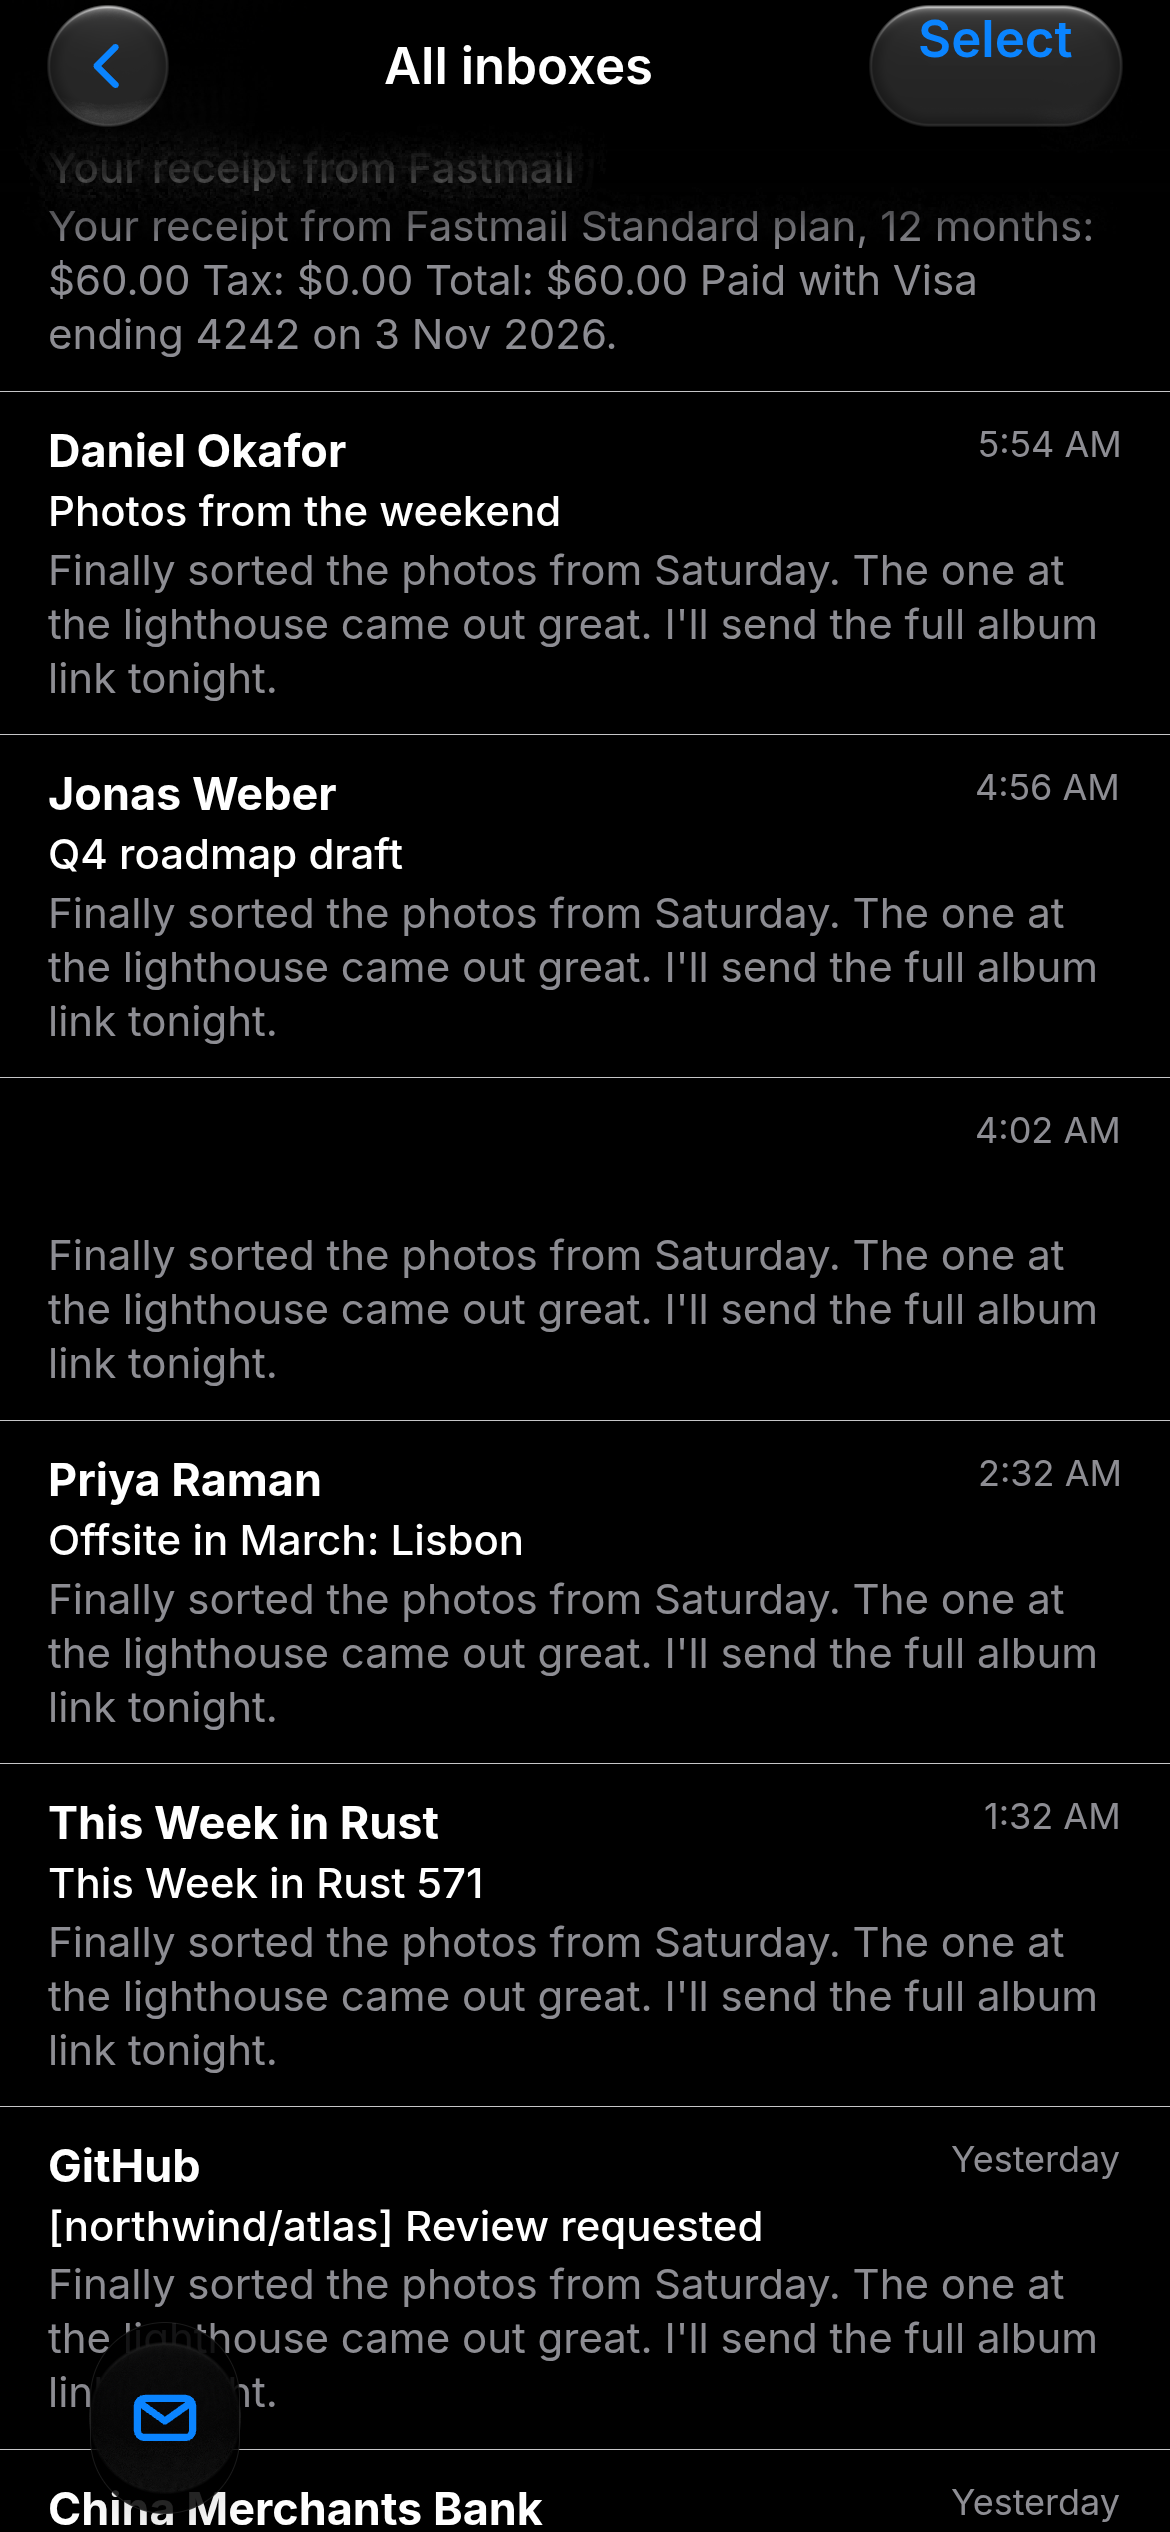 All inboxes
Select
Your receipt from Fastmail
Your receipt from Fastmail Standard plan, 12 months:
$60.00 Tax: $0.00 Total: $60.00 Paid with Visa
ending 4242 on 3 Nov 2026.
Daniel Okafor
5:54 AM
Photos from the weekend
Finally sorted the photos from Saturday. The one at
the lighthouse came out great. I'll send the full album
link tonight.
Jonas Weber
4:56 AM
Q4 roadmap draft
Finally sorted the photos from Saturday. The one at
the lighthouse came out great. I'll send the full album
link tonight.
4:02 AM
Finally sorted the photos from Saturday. The one at
the lighthouse came out great. I'll send the full album
link tonight.
Priya Raman
2:32 AM
Offsite in March: Lisbon
Finally sorted the photos from Saturday. The one at
the lighthouse came out great. I'll send the full album
link tonight.
This Week in Rust
1:32 AM
This Week in Rust 571
Finally sorted the photos from Saturday. The one at
the lighthouse came out great. I'll send the full album
link tonight.
GitHub
Yesterday
[northwind/atlas] Review requested
Finally sorted the photos from Saturday. The one at
the lighthouse came out great. I'll send the full album
China Merchants Bank
Yesterday